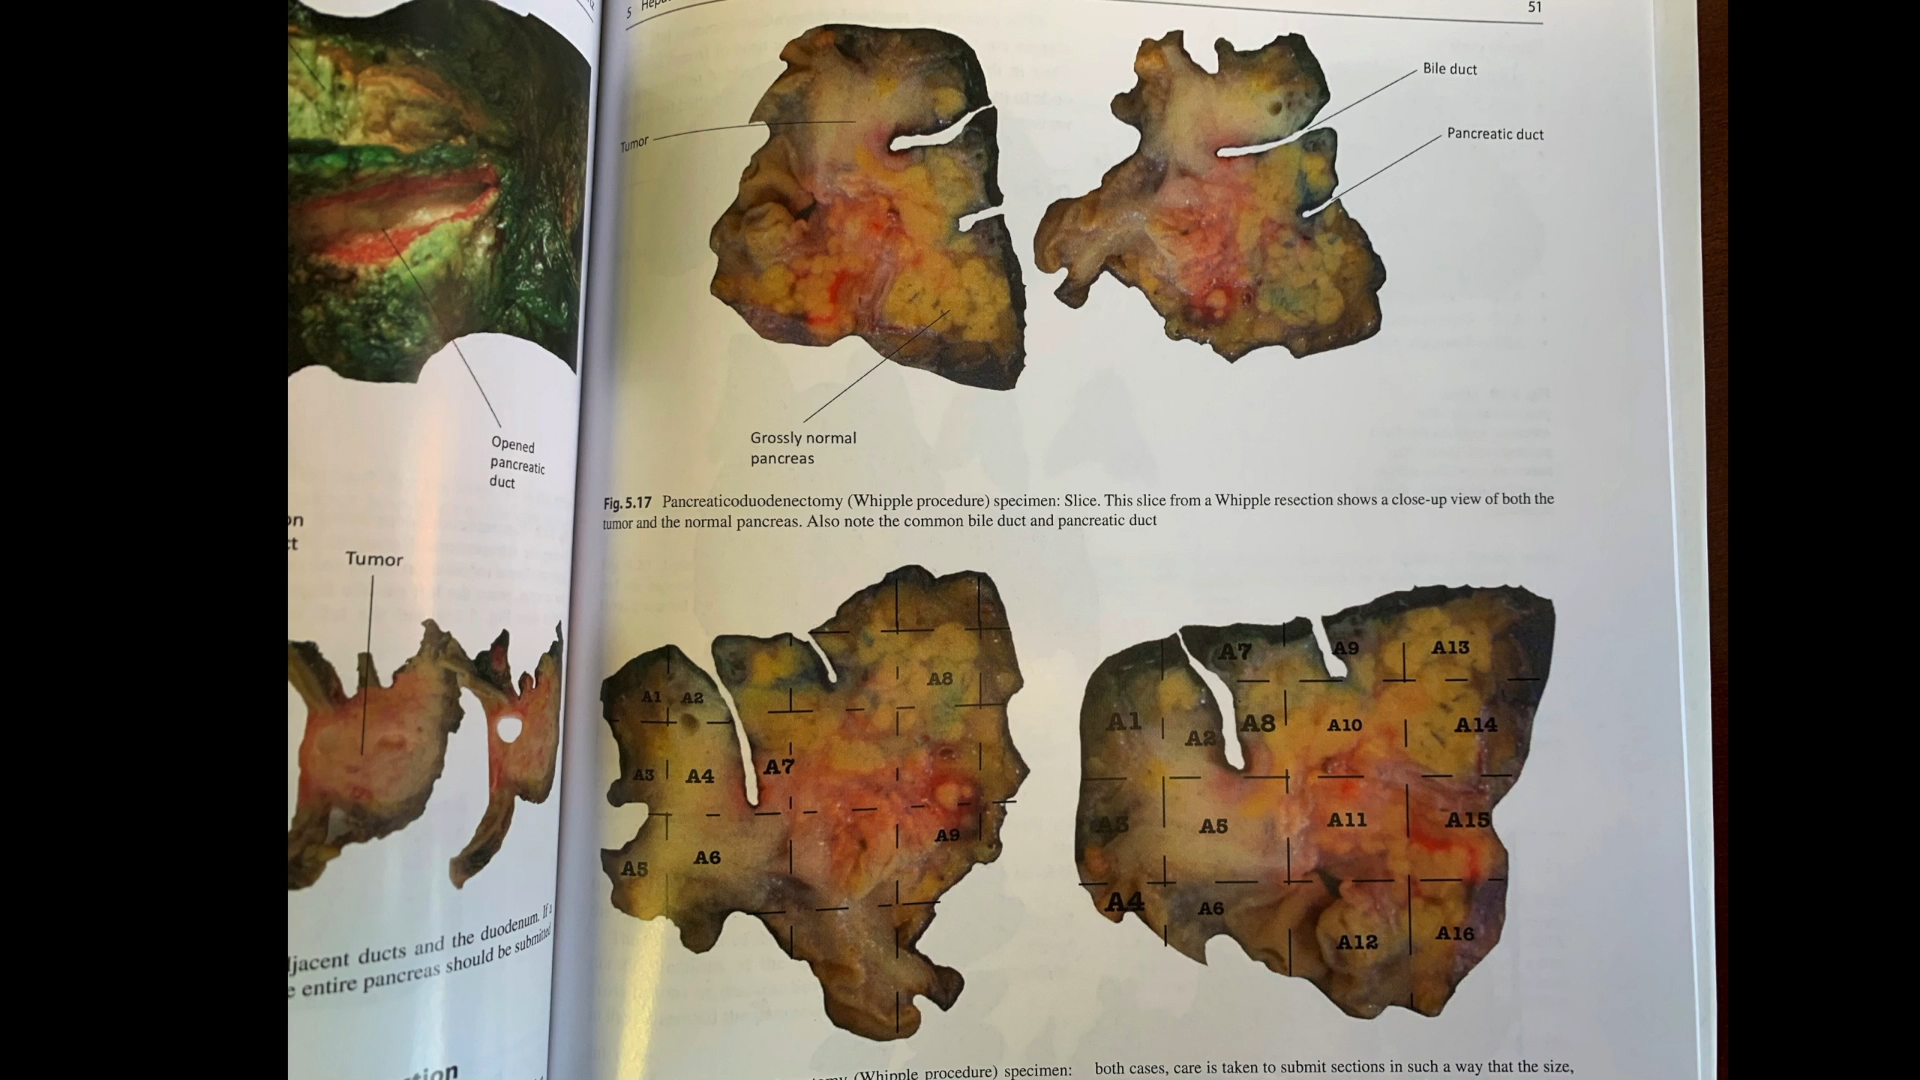 Opened
pancreatic
duct
Tumor
jacent ducts and the duodenum. If
entire pancreas should be submitted
5
51
Tumor
Bile duct
Pancreatic duct
Grossly normal
pancreas
Fig. 5.17 Pancreaticoduodenectomy (Whipple procedure) specimen: Slice. This slice from a Whipple resection shows a close-up view of both the
tumor and the normal pancreas. Also note the common bile duct and pancreatic duct
A1 A2
A8
A3 A4 A7
A9
A5 A6
A7 A9 A13
A1 A2 A8 A10 A14
A3 A5 A11 A15
A4 A6 A12 A16
(Whipple procedure) specimen:
both cases, care is taken to submit sections in such a way that the size,